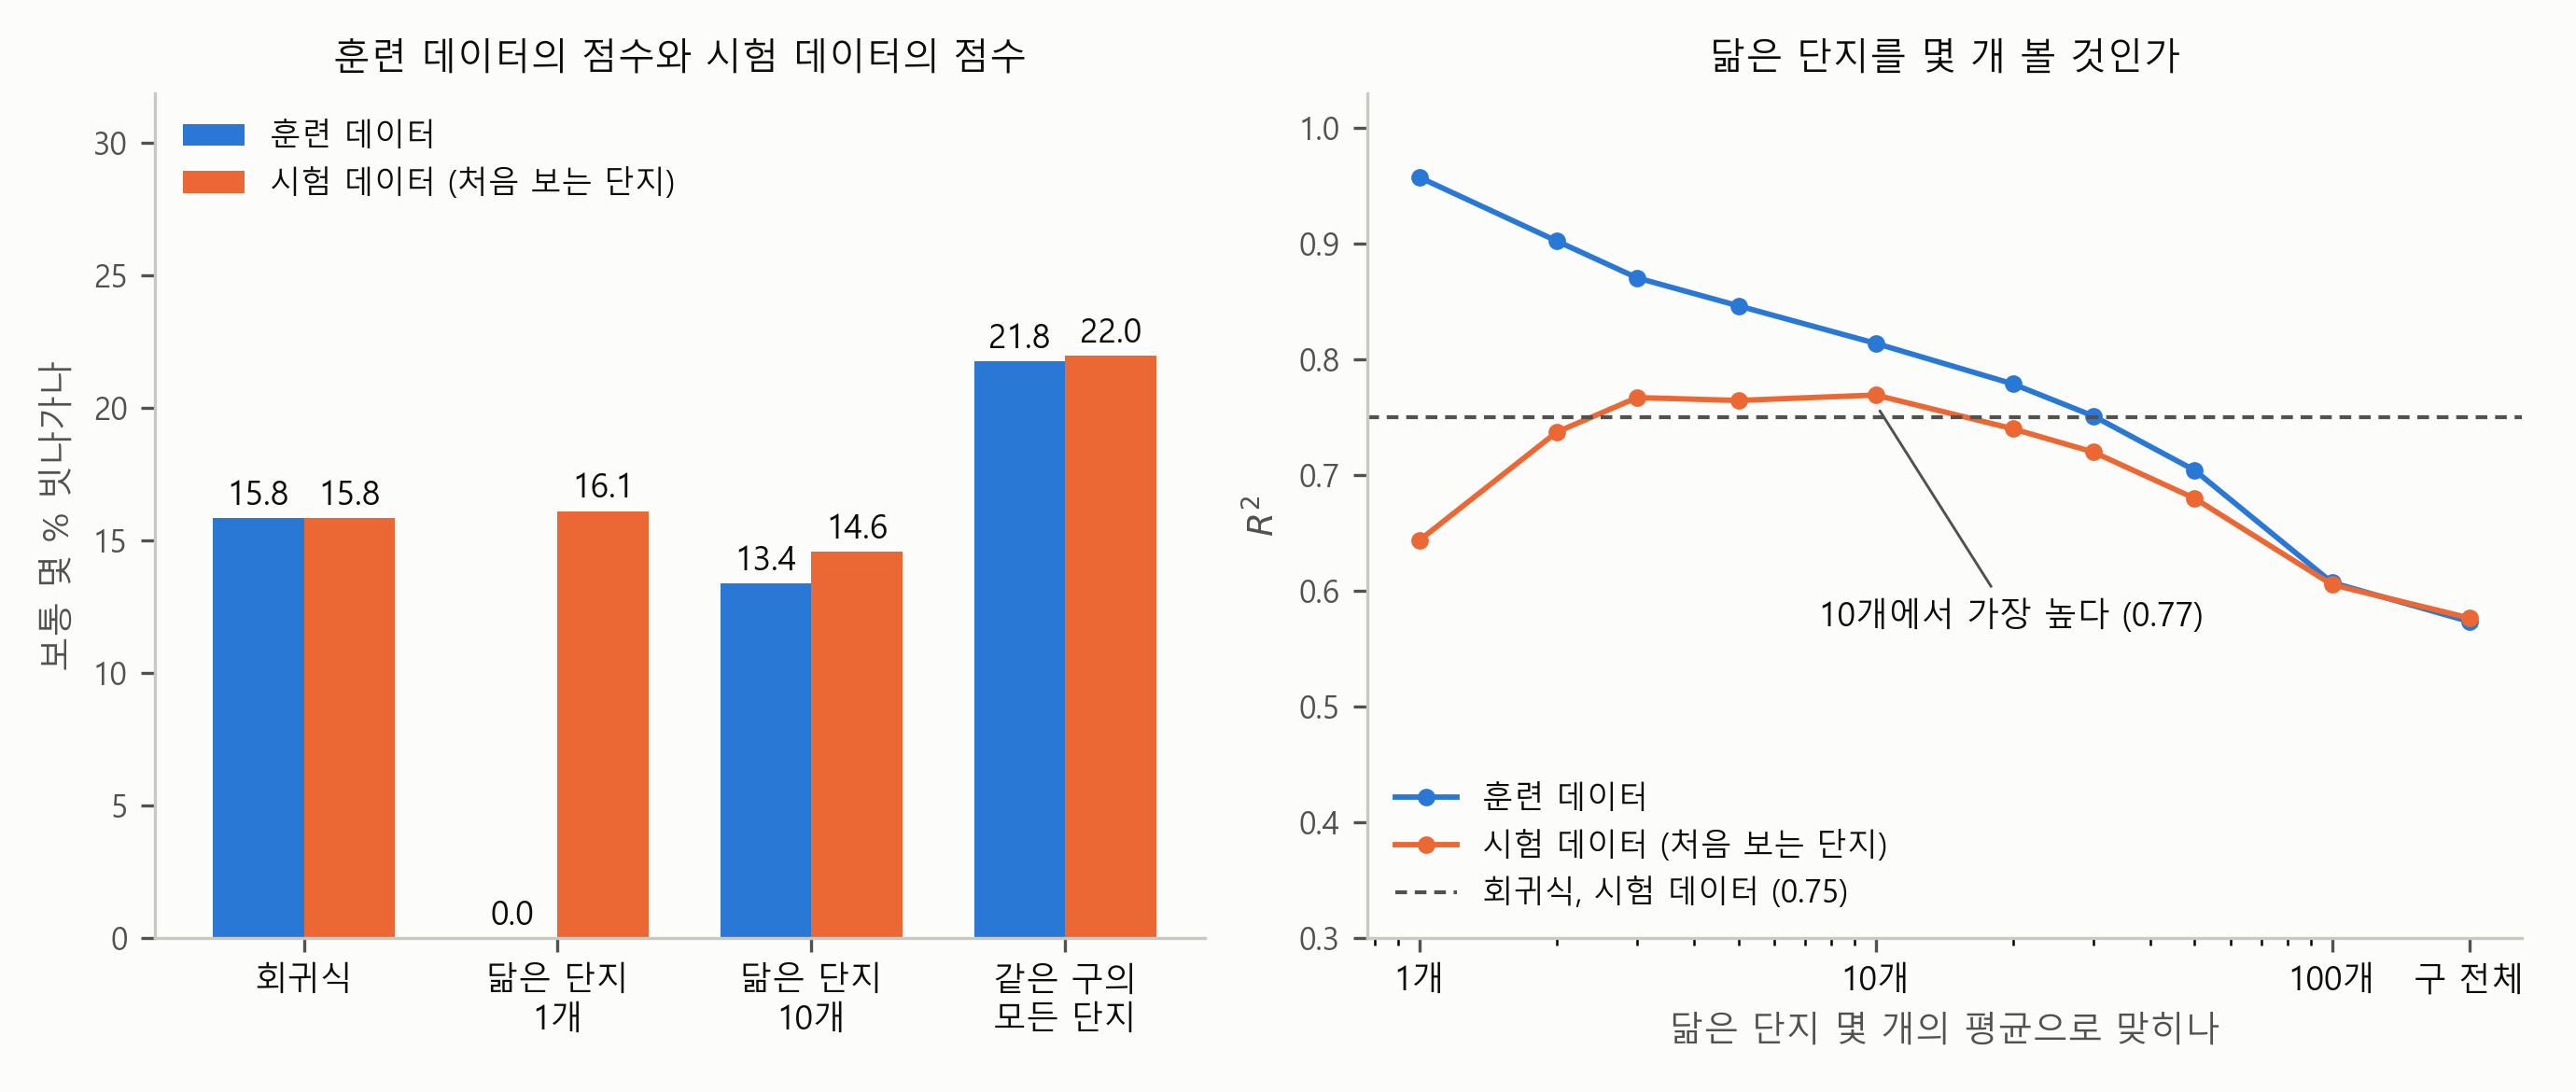 훈련 데이터의 점수와 시험 데이터의 점수
훈련 데이터
시험 데이터 (처음 보는 단지)
보통 몇 % 빗나가나
30
25
20
15
10
5
0
15.8
15.8
0.0
16.1
13.4
14.6
21.8
22.0
회귀식
닮은 단지
1개
닮은 단지
10개
같은 구의
모든 단지
닮은 단지를 몇 개 볼 것인가
R²
1.0
0.9
0.8
0.7
0.6
0.5
0.4
0.3
10개에서 가장 높다 (0.77)
훈련 데이터
시험 데이터 (처음 보는 단지)
회귀식, 시험 데이터 (0.75)
1개
10개
100개
구 전체
닮은 단지 몇 개의 평균으로 맞히나